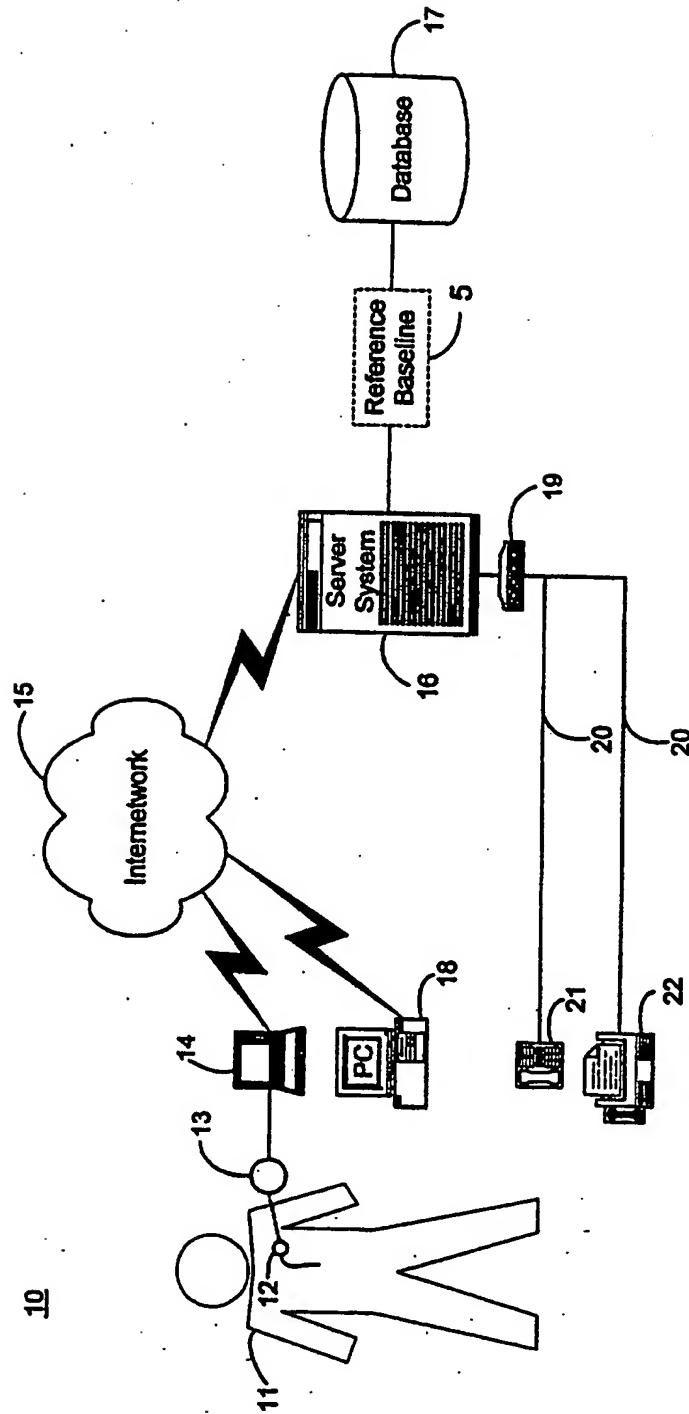 10
11
12
13
14
15
Internetwork
PC
18
Server
System
16
Reference
Baseline
5
Database
17
19
20
20
21
22